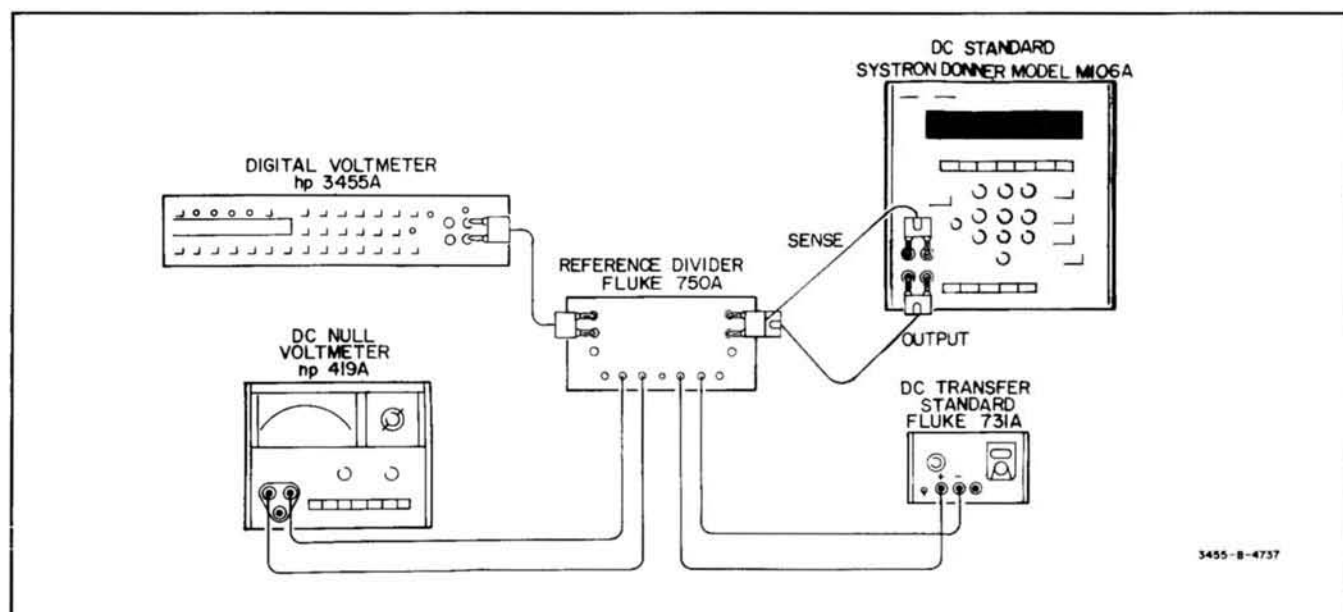 DC STANDARD
SYSTRON DONNER MODEL M106A
DIGITAL VOLTMETER
hp 3455A
SENSE
REFERENCE DIVIDER
FLUKE 750A
DC NULL
VOLTMETER
np 419A
OUTPUT
DC TRANSFER
STANDARD
FLUKE 731A
+ −
3455-B-4737